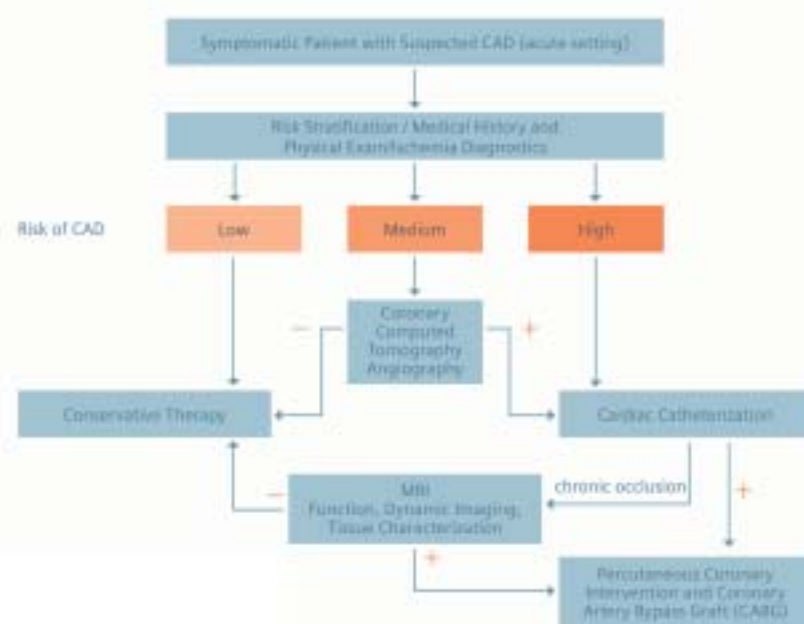 Symptomatic Patient with Suspected CAD (acute setting)
Risk Stratification / Medical History and
Physical Exam/Ischemia Diagnostics
Risk of CAD
Low
Medium
High
Coronary
Computed
Tomography
Angiography
−
+
Conservative Therapy
Cardiac Catheterization
MRI
Function, Dynamic Imaging,
Tissue Characterization
chronic occlusion
−
+
+
Percutaneous Coronary
Intervention and Coronary
Artery Bypass Graft (CABG)